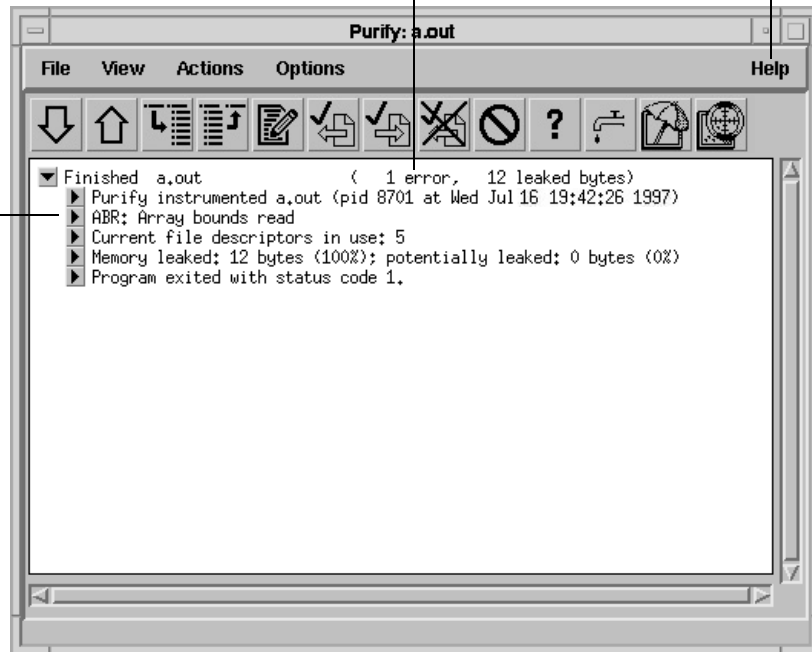 Purify: a.out
File View Actions Options Help
?
Finished a.out ( 1 error, 12 leaked bytes)
Purify instrumented a.out (pid 8701 at Wed Jul 16 19:42:26 1997)
ABR: Array bounds read
Current file descriptors in use: 5
Memory leaked: 12 bytes (100%); potentially leaked: 0 bytes (0%)
Program exited with status code 1.